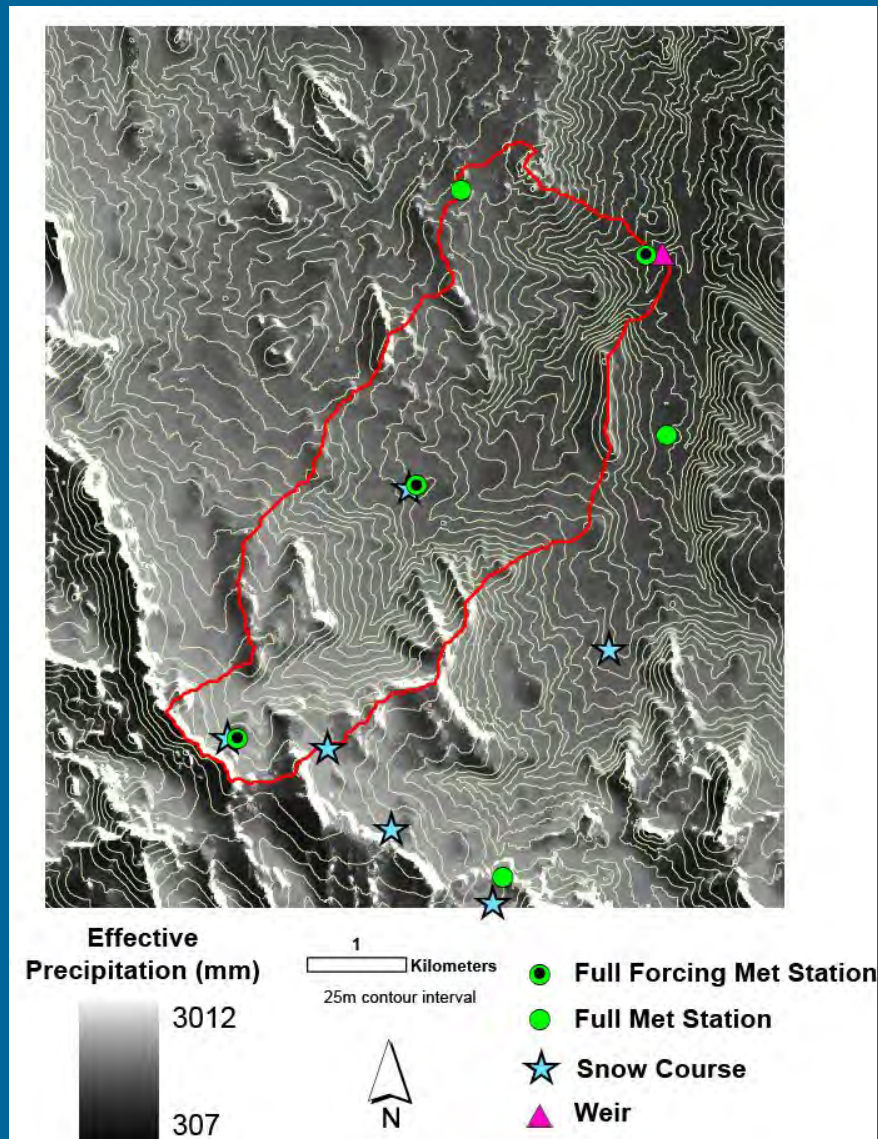 Effective
Precipitation (mm)
3012
307
1
Kilometers
25m contour interval
N
Full Forcing Met Station
Full Met Station
Snow Course
Weir